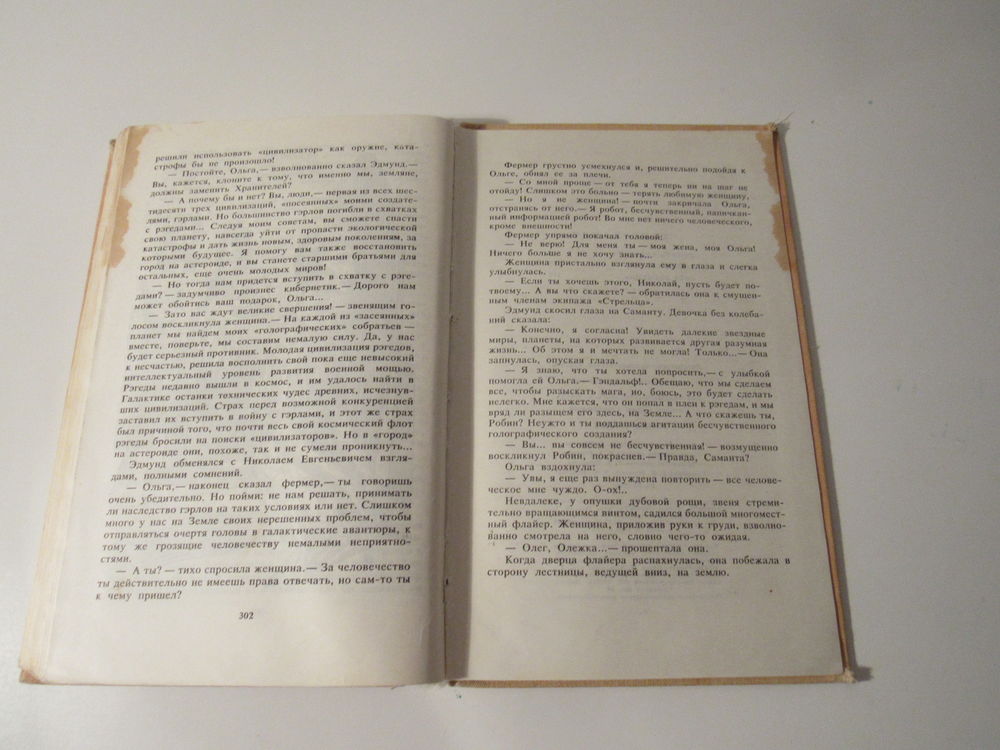 решили использовать «цивилизатор» как оружие, ката-
строфы бы не произошло!
— Постойте, Ольга,— взволнованно сказал Эдмунд.—
Вы, кажется, клоните к тому, что именно мы, земляне,
должны заменить Хранителей?
— А почему бы и нет? Вы, люди,— первая из всех шес-
тидесяти трех цивилизаций, «посеянных» моими создате-
лями, гэрлами. Но большинство гэрлов погибли в схватках
с рэгедами... Следуя моим советам, вы сможете спасти
свою планету, навсегда уйти от пропасти экологической
катастрофы и дать жизнь новым, здоровым поколениям, за
которыми будущее. Я помогу вам также восстановить
город на астероиде, и вы станете старшими братьями для
остальных, еще очень молодых миров!
— Но тогда нам придется вступить в схватку с рэге-
дами? — задумчиво произнес кибернетик.— Дорого нам
может обойтись ваш подарок, Ольга...
— Зато вас ждут великие свершения! — звенящим го-
лосом воскликнула женщина.— На каждой из «засеянных»
планет мы найдем моих «голографических» собратьев —
вместе, поверьте, мы составим немалую силу. Да, у нас
будет серьезный противник. Молодая цивилизация рэгедов,
к несчастью, решила восполнить свой пока еще невысокий
интеллектуальный уровень развития военной мощью.
Рэгеды недавно вышли в космос, и им удалось найти в
Галактике останки технических чудес древних, исчезнув-
ших цивилизаций. Страх перед возможной конкуренцией
заставил их вступить в войну с гэрлами, и этот же страх
был причиной того, что почти весь свой космический флот
рэгеды бросили на поиски «цивилизаторов». Но в «город»
на астероиде они, похоже, так и не сумели проникнуть...
Эдмунд обменялся с Николаем Евгеньевичем взгля-
дами, полными сомнений.
— Ольга,— наконец сказал фермер,— ты говоришь
очень убедительно. Но пойми: не нам решать, принимать
ли наследство гэрлов на таких условиях или нет. Слишком
много у нас на Земле своих нерешенных проблем, чтобы
отправляться очертя головы в галактические авантюры, к
тому же грозящие человечеству немалыми неприятно-
стями.
— А ты? — тихо спросила женщина.— За человечество
ты действительно не имеешь права отвечать, но сам-то ты
к чему пришел?
302
Фермер грустно усмехнулся и, решительно подойдя к
Ольге, обнял ее за плечи.
— Со мной проще — от тебя я теперь ни на шаг не
отойду! Слишком это больно — терять любимую женщину,
— Но я не женщина! — почти закричала Ольга,
отстраняясь от него.— Я робот, бесчувственный, напичкан-
ный информацией робот! Во мне нет ничего человеческого,
кроме внешности!
Фермер упрямо покачал головой:
— Не верю! Для меня ты — моя жена, моя Ольга!
Ничего больше я не хочу знать...
Женщина пристально взглянула ему в глаза и слегка
улыбнулась.
— Если ты хочешь этого, Николай, пусть будет по-
твоему... А вы что скажете? — обратилась она к смущен-
ным членам экипажа «Стрельца».
Эдмунд скосил глаза на Саманту. Девочка без колеба-
ний сказала:
— Конечно, я согласна! Увидеть далекие звездные
миры, планеты, на которых развивается другая разумная
жизнь... Об этом я и мечтать не могла! Только...— Она
запнулась, опуская глаза.
— Я знаю, что ты хотела попросить,— с улыбкой
помогла ей Ольга.— Гэндальф!.. Обещаю, что мы сделаем
все, чтобы разыскать мага, но, боюсь, это будет сделать
нелегко. Мне кажется, что он попал в плен к рэгедам, и мы
вряд ли разыщем его здесь, на Земле... А что скажешь ты,
Робин? Неужто и ты поддашься агитации бесчувственного
голографического создания?
— Вы... вы совсем не бесчувственная! — возмущенно
воскликнул Робин, покраснев.— Правда, Саманта?
Ольга вздохнула:
— Увы, я еще раз вынуждена повторить — все челове-
ческое мне чуждо. О-ох!..
Невдалеке, у опушки дубовой рощи, звеня стреми-
тельно вращающимся винтом, садился большой многомест-
ный флайер. Женщина, приложив руки к груди, взволно-
ванно смотрела на него, словно чего-то ожидая.
— Олег, Олежка...— прошептала она.
Когда дверца флайера распахнулась, она побежала в
сторону лестницы, ведущей вниз, на землю.